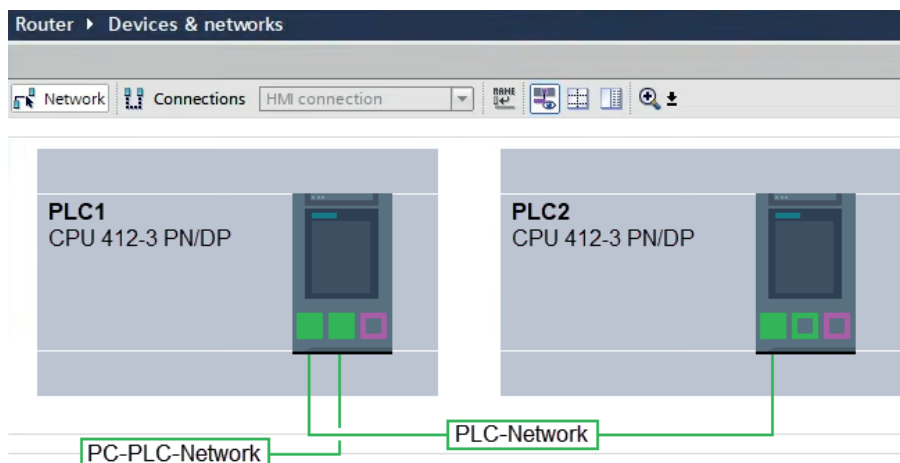 Router ▸ Devices & networks
Network Connections HMI connection
PLC1
CPU 412-3 PN/DP
PLC2
CPU 412-3 PN/DP
PLC-Network
PC-PLC-Network